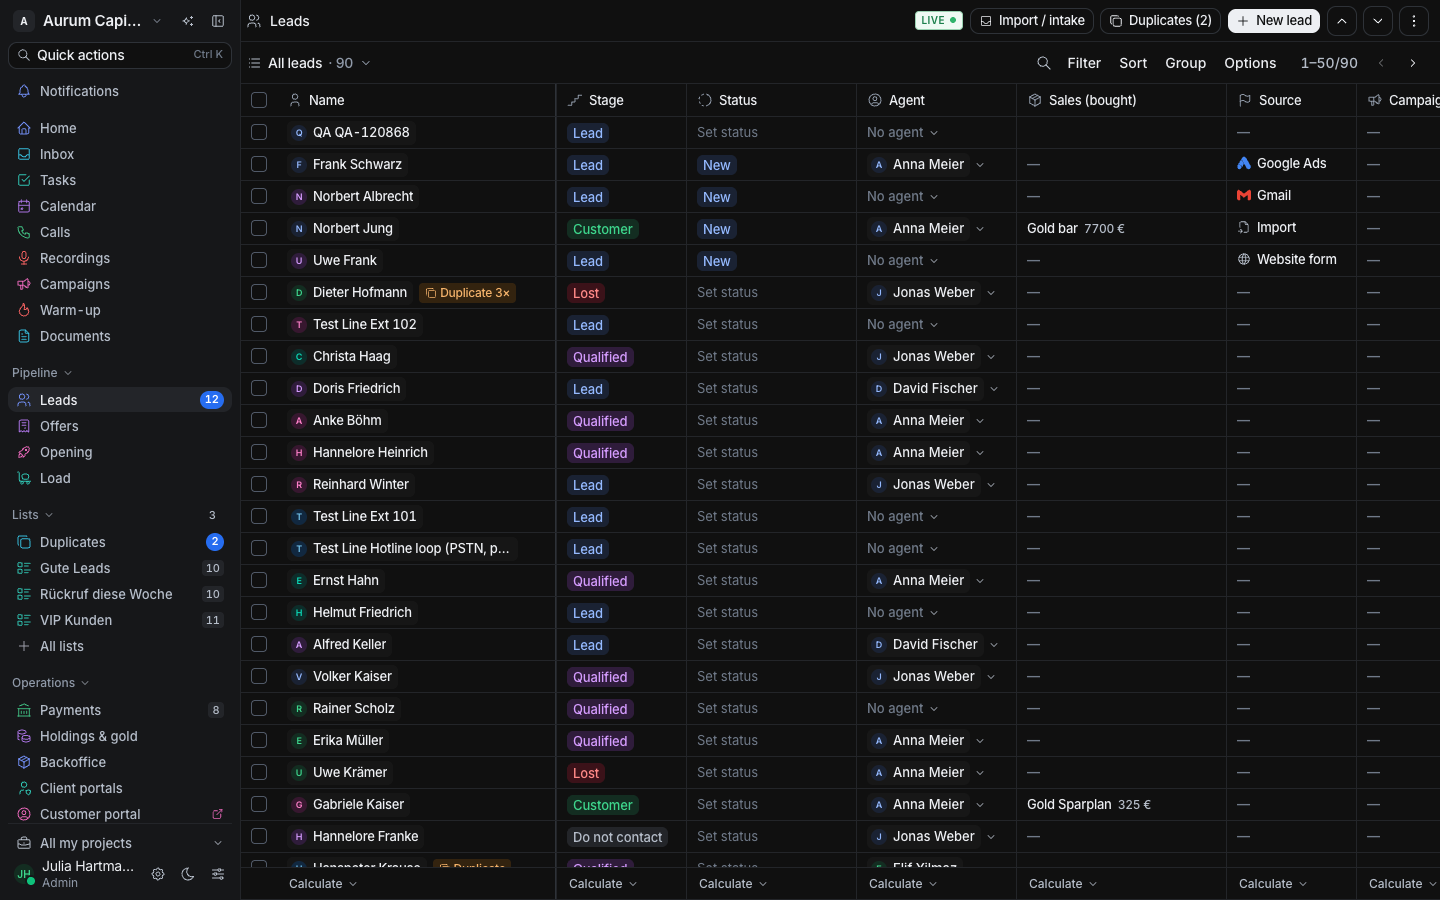 A Aurum Capi...
Quick actions Ctrl K
Notifications
Home
Inbox
Tasks
Calendar
Calls
Recordings
Campaigns
Warm-up
Documents
Pipeline
Leads 12
Offers
Opening
Load
Lists 3
Duplicates 2
Gute Leads 10
Rückruf diese Woche 10
VIP Kunden 11
All lists
Operations
Payments 8
Holdings & gold
Backoffice
Client portals
Customer portal
All my projects
JH Julia Hartma...
Admin
Leads
LIVE Import / intake Duplicates (2) New lead
All leads · 90 Filter Sort Group Options 1–50/90
Name Stage Status Agent Sales (bought) Source Campaig
Q QA QA-120868 Lead Set status No agent — —
F Frank Schwarz Lead New A Anna Meier — Google Ads —
N Norbert Albrecht Lead New No agent — Gmail —
N Norbert Jung Customer New A Anna Meier Gold bar 7700 € Import —
U Uwe Frank Lead New No agent — Website form —
D Dieter Hofmann Duplicate 3× Lost Set status J Jonas Weber — — —
T Test Line Ext 102 Lead Set status No agent — — —
C Christa Haag Qualified Set status J Jonas Weber — — —
D Doris Friedrich Lead Set status D David Fischer — — —
A Anke Böhm Qualified Set status A Anna Meier — — —
H Hannelore Heinrich Qualified Set status A Anna Meier — — —
R Reinhard Winter Lead Set status J Jonas Weber — — —
T Test Line Ext 101 Lead Set status No agent — — —
T Test Line Hotline loop (PSTN, p... Lead Set status No agent — — —
E Ernst Hahn Qualified Set status A Anna Meier — — —
H Helmut Friedrich Lead Set status No agent — — —
A Alfred Keller Lead Set status D David Fischer — — —
V Volker Kaiser Qualified Set status J Jonas Weber — — —
R Rainer Scholz Qualified Set status No agent — — —
E Erika Müller Qualified Set status A Anna Meier — — —
U Uwe Krämer Lost Set status A Anna Meier — — —
G Gabriele Kaiser Customer Set status A Anna Meier Gold Sparplan 325 € — —
H Hannelore Franke Do not contact Set status J Jonas Weber — — —
Duplicate Qualified Elif Yilmaz
Calculate Calculate Calculate Calculate Calculate Calculate Calculate